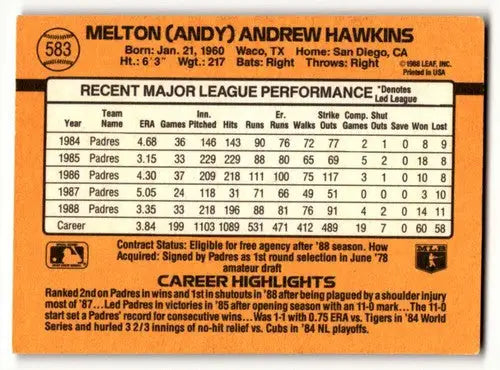 583
MELTON (ANDY) ANDREW HAWKINS
Born: Jan. 21, 1960 Waco, TX Home: San Diego, CA
Ht.: 6'3" Wgt.: 217 Bats: Right Throws: Right
©1988 LEAF, INC.
Printed in USA
RECENT MAJOR LEAGUE PERFORMANCE *Denotes Led League
Year Team Name ERA Games Inn. Pitched Hits Runs Er. Runs Walks Strike Outs Comp. Games Shut Outs Save Won Lost
1984 Padres 4.68 36 146 143 90 76 72 77 2 1 0 8 9
1985 Padres 3.15 33 229 229 88 80 65 69 5 2 0 18 8
1986 Padres 4.30 37 209 218 111 100 75 117 3 1 0 10 8
1987 Padres 5.05 24 118 131 71 66 49 51 0 0 0 3 10
1988 Padres 3.35 33 218 196 88 81 76 91 4 2 0 14 11
Career 3.84 199 1103 1089 531 471 412 489 19 7 0 60 58
Contract Status: Eligible for free agency after '88 season. How
Acquired: Signed by Padres as 1st round selection in June '78
amateur draft
MLB
CAREER HIGHLIGHTS
Ranked 2nd on Padres in wins and 1st in shutouts in '88 after being plagued by a shoulder injury
most of '87... Led Padres in victories in '85 after opening season with an 11-0 mark... The 11-0
start set a Padres' record for consecutive wins... Was 1-1 with 0.75 ERA vs. Tigers in '84 World
Series and hurled 3 2/3 innings of no-hit relief vs. Cubs in '84 NL playoffs.